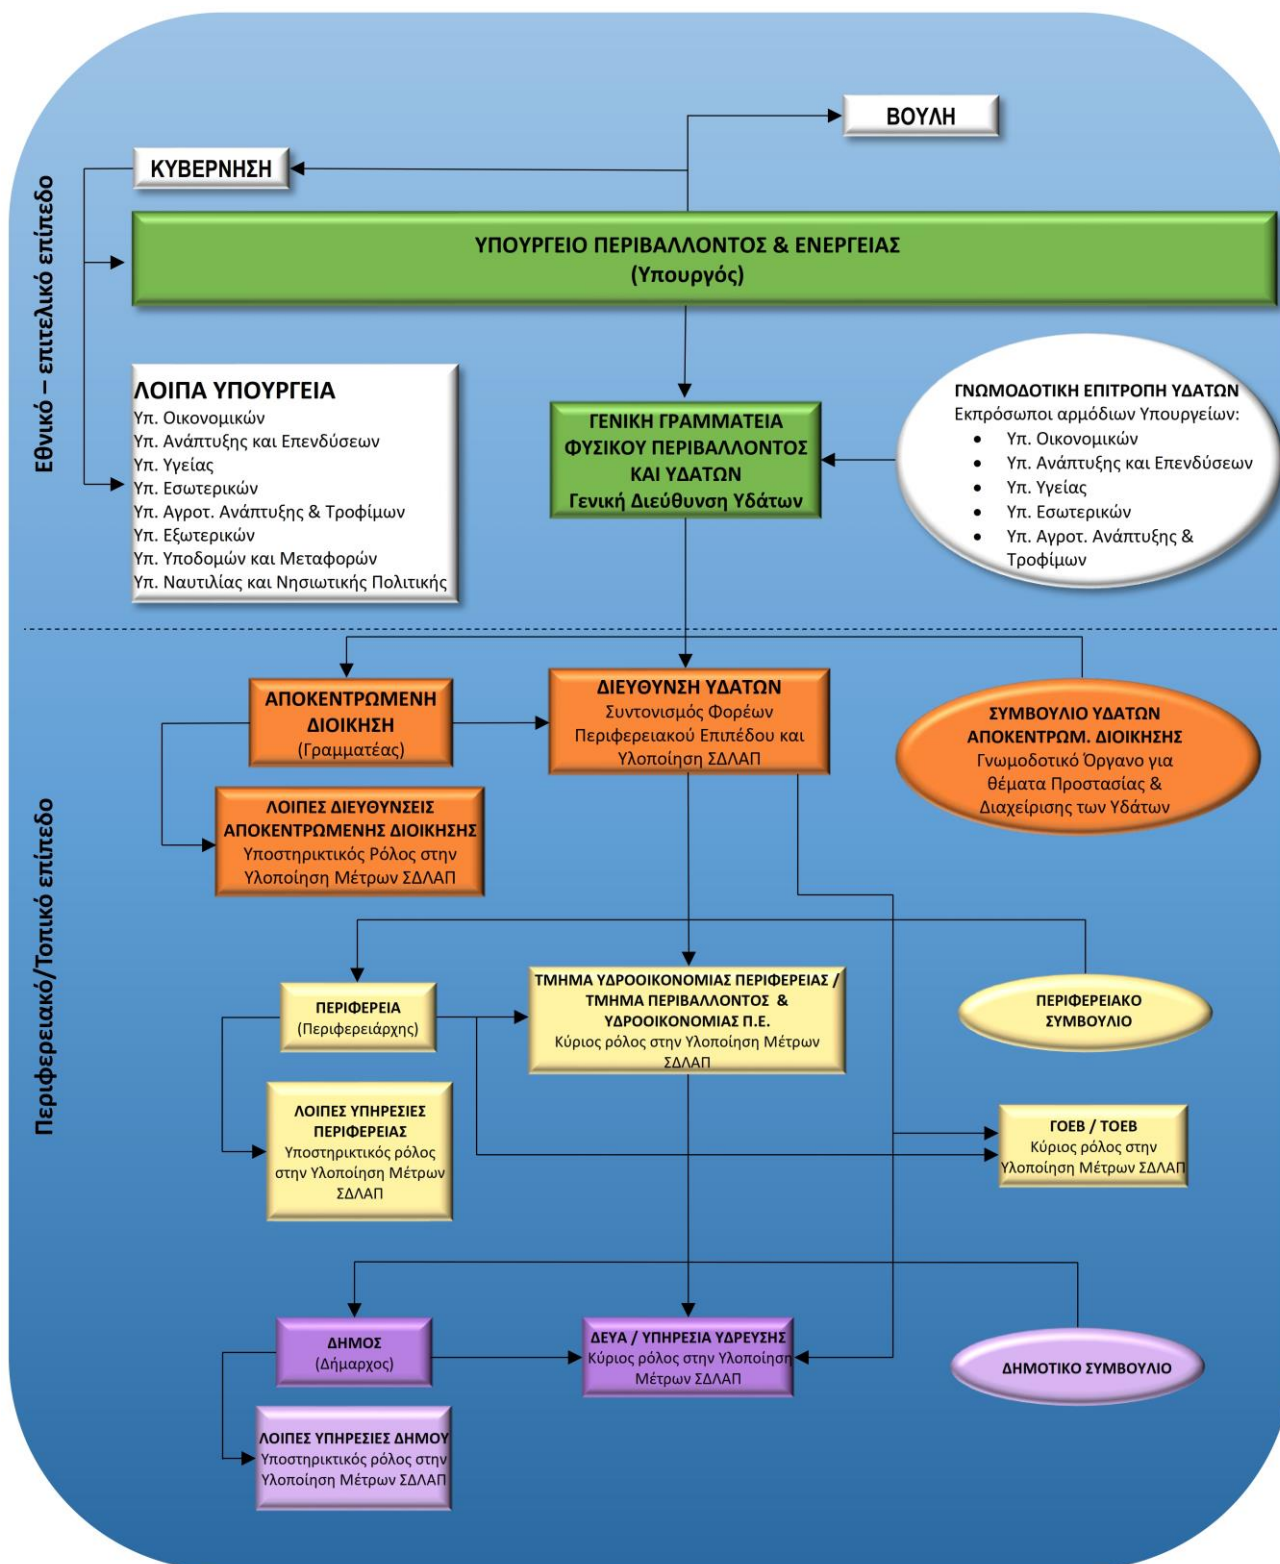 ΒΟΥΛΗ
ΚΥΒΕΡΝΗΣΗ
Εθνικό – επιτελικό επίπεδο
ΥΠΟΥΡΓΕΙΟ ΠΕΡΙΒΑΛΛΟΝΤΟΣ & ΕΝΕΡΓΕΙΑΣ
(Υπουργός)
ΛΟΙΠΑ ΥΠΟΥΡΓΕΙΑ
Υπ. Οικονομικών
Υπ. Ανάπτυξης και Επενδύσεων
Υπ. Υγείας
Υπ. Εσωτερικών
Υπ. Αγροτ. Ανάπτυξης & Τροφίμων
Υπ. Εξωτερικών
Υπ. Υποδομών και Μεταφορών
Υπ. Ναυτιλίας και Νησιωτικής Πολιτικής
ΓΕΝΙΚΗ ΓΡΑΜΜΑΤΕΙΑ
ΦΥΣΙΚΟΥ ΠΕΡΙΒΑΛΛΟΝΤΟΣ
ΚΑΙ ΥΔΑΤΩΝ
Γενική Διεύθυνση Υδάτων
ΓΝΩΜΟΔΟΤΙΚΗ ΕΠΙΤΡΟΠΗ ΥΔΑΤΩΝ
Εκπρόσωποι αρμόδιων Υπουργείων:
• Υπ. Οικονομικών
• Υπ. Ανάπτυξης και Επενδύσεων
• Υπ. Υγείας
• Υπ. Εσωτερικών
• Υπ. Αγροτ. Ανάπτυξης &
Τροφίμων
Περιφερειακό/Τοπικό επίπεδο
ΑΠΟΚΕΝΤΡΩΜΕΝΗ
ΔΙΟΙΚΗΣΗ
(Γραμματέας)
ΔΙΕΥΘΥΝΣΗ ΥΔΑΤΩΝ
Συντονισμός Φορέων
Περιφερειακού Επιπέδου και
Υλοποίηση ΣΔΛΑΠ
ΣΥΜΒΟΥΛΙΟ ΥΔΑΤΩΝ
ΑΠΟΚΕΝΤΡΩΜ. ΔΙΟΙΚΗΣΗΣ
Γνωμοδοτικό Όργανο για
θέματα Προστασίας &
Διαχείρισης των Υδάτων
ΛΟΙΠΕΣ ΔΙΕΥΘΥΝΣΕΙΣ
ΑΠΟΚΕΝΤΡΩΜΕΝΗΣ ΔΙΟΙΚΗΣΗΣ
Υποστηρικτικός Ρόλος στην
Υλοποίηση Μέτρων ΣΔΛΑΠ
ΠΕΡΙΦΕΡΕΙΑ
(Περιφερειάρχης)
ΤΜΗΜΑ ΥΔΡΟΟΙΚΟΝΟΜΙΑΣ ΠΕΡΙΦΕΡΕΙΑΣ /
ΤΜΗΜΑ ΠΕΡΙΒΑΛΛΟΝΤΟΣ &
ΥΔΡΟΟΙΚΟΝΟΜΙΑΣ Π.Ε.
Κύριος ρόλος στην Υλοποίηση Μέτρων
ΣΔΛΑΠ
ΠΕΡΙΦΕΡΕΙΑΚΟ
ΣΥΜΒΟΥΛΙΟ
ΛΟΙΠΕΣ ΥΠΗΡΕΣΙΕΣ
ΠΕΡΙΦΕΡΕΙΑΣ
Υποστηρικτικός ρόλος
στην Υλοποίηση Μέτρων
ΣΔΛΑΠ
ΓΟΕΒ / ΤΟΕΒ
Κύριος ρόλος στην
Υλοποίηση Μέτρων ΣΔΛΑΠ
ΔΗΜΟΣ
(Δήμαρχος)
ΔΕΥΑ / ΥΠΗΡΕΣΙΑ ΥΔΡΕΥΣΗΣ
Κύριος ρόλος στην Υλοποίηση
Μέτρων ΣΔΛΑΠ
ΔΗΜΟΤΙΚΟ ΣΥΜΒΟΥΛΙΟ
ΛΟΙΠΕΣ ΥΠΗΡΕΣΙΕΣ ΔΗΜΟΥ
Υποστηρικτικός ρόλος στην
Υλοποίηση Μέτρων ΣΔΛΑΠ